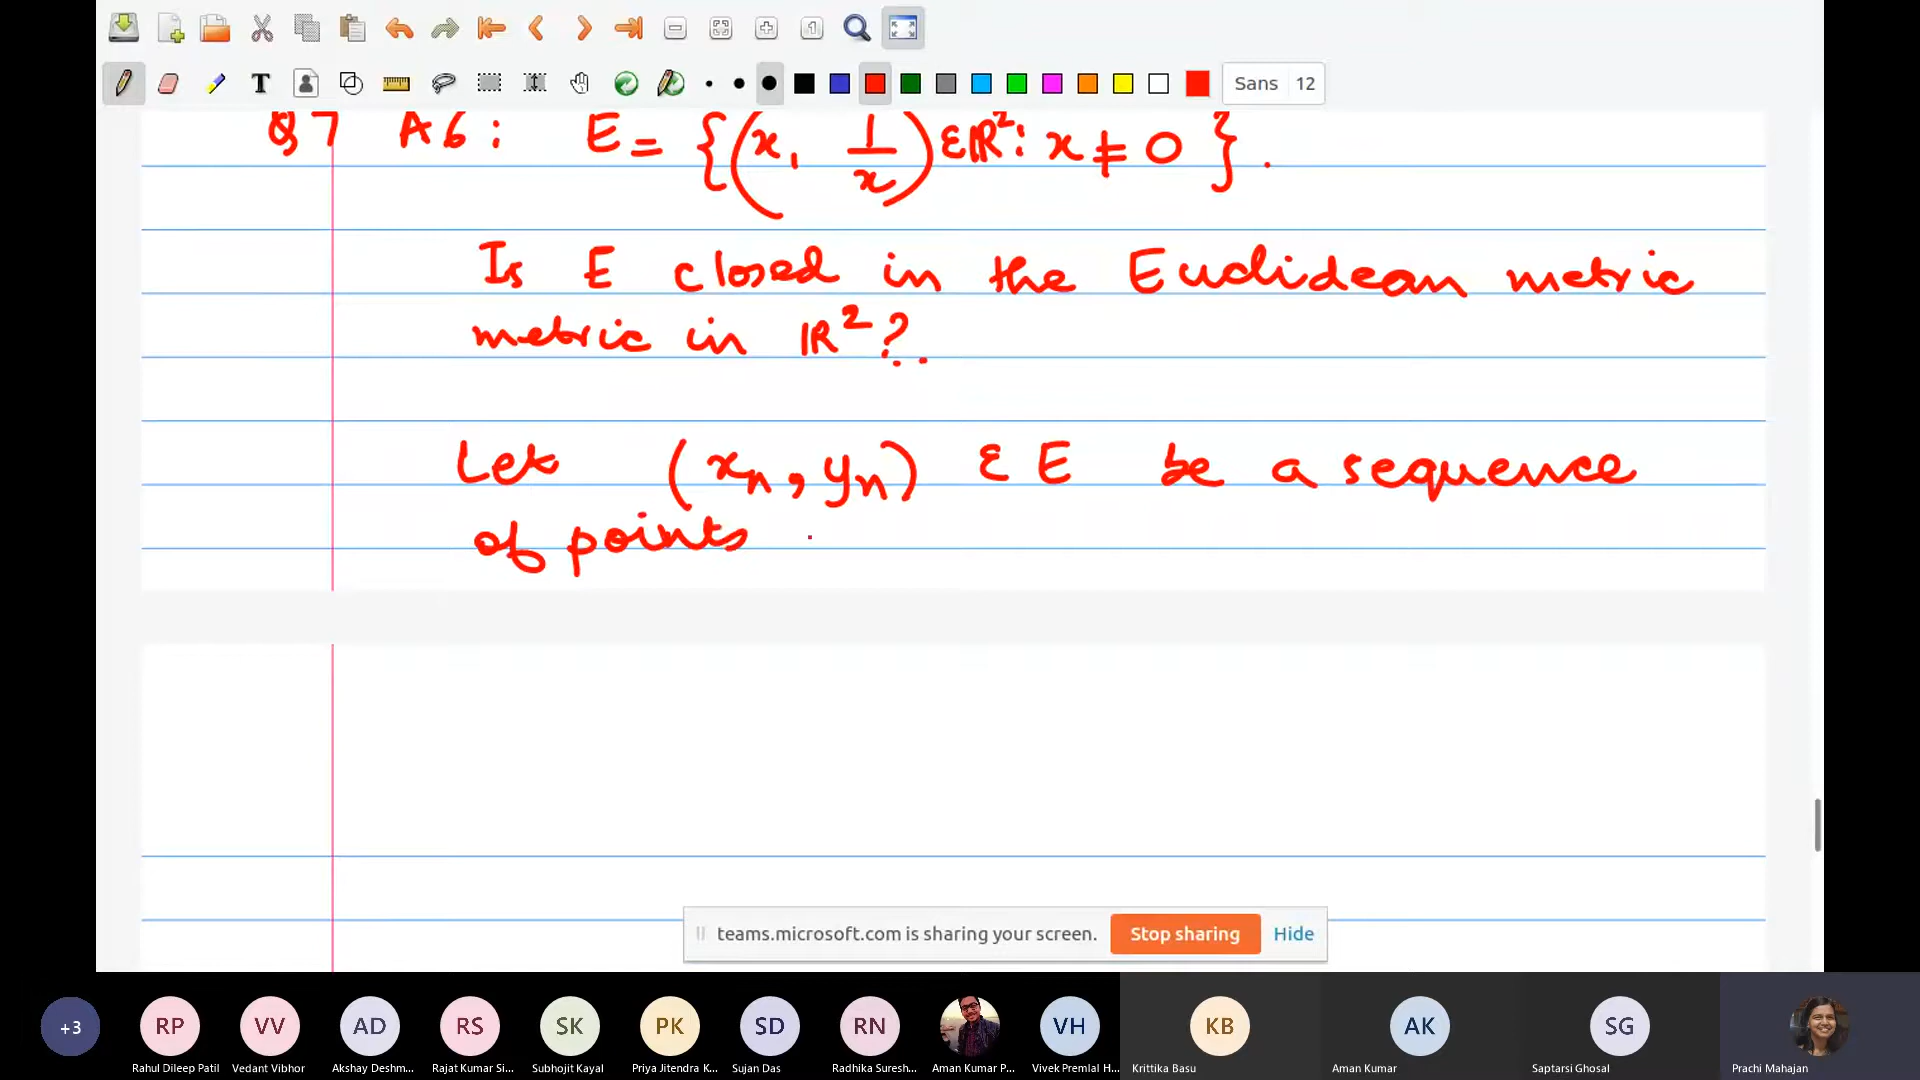 Sans 12
Q7 A6: E = {(x, 1/x) ∈ ℝ²: x ≠ 0}.
Is E closed in the Euclidean metric
metric in ℝ²?
Let (xₙ, yₙ) ∈ E be a sequence
of points
teams.microsoft.com is sharing your screen. Stop sharing Hide
+3 RP VV AD RS SK PK SD RN VH KB AK SG
Rahul Dileep Patil Vedant Vibhor Akshay Deshm... Rajat Kumar Si... Subhojit Kayal Priya Jitendra K... Sujan Das Radhika Suresh... Aman Kumar P... Vivek Premlal H... Krittika Basu Aman Kumar Saptarsi Ghosal Prachi Mahajan